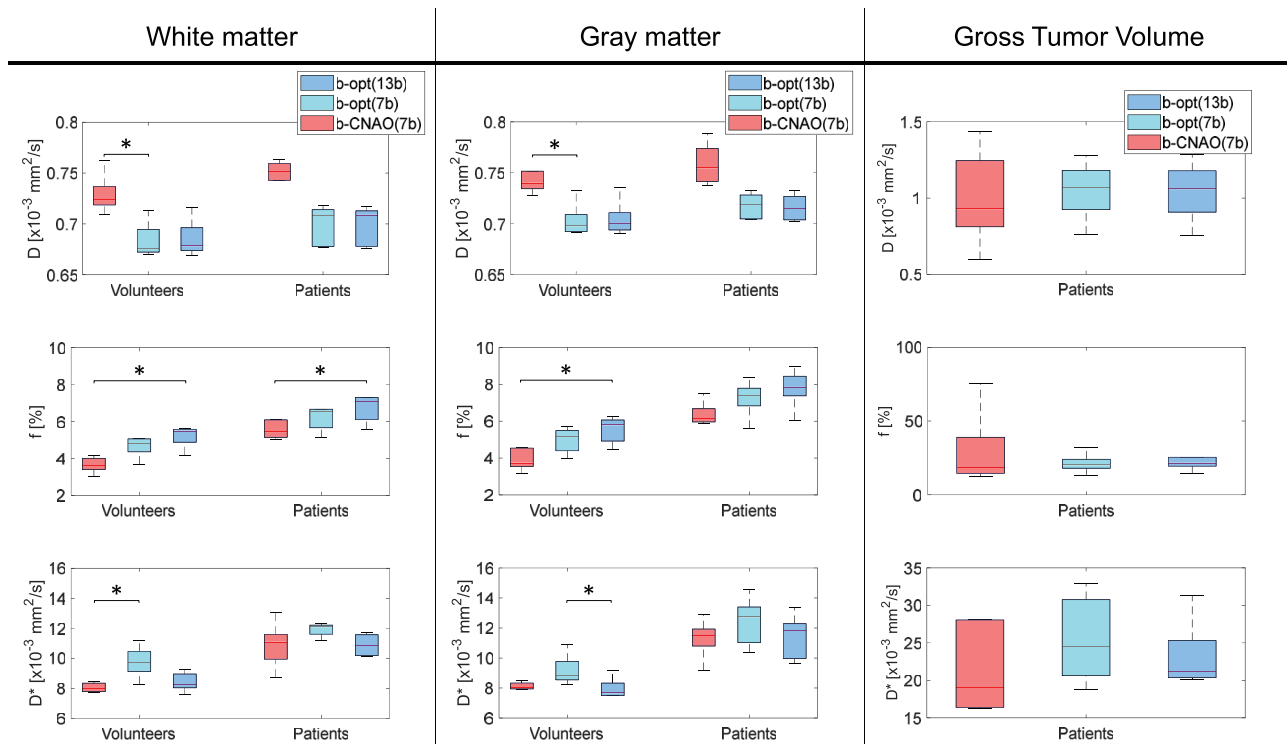 White matter
Gray matter
Gross Tumor Volume
b-opt(13b)
b-opt(7b)
b-CNAO(7b)
D [x10-3 mm2/s]
0.8
0.75
0.7
0.65
*
Volunteers
Patients
b-opt(13b)
b-opt(7b)
b-CNAO(7b)
D [x10-3 mm2/s]
0.8
0.75
0.7
0.65
*
Volunteers
Patients
b-opt(13b)
b-opt(7b)
b-CNAO(7b)
D [x10-3 mm2/s]
1.5
1
0.5
Patients
f [%]
10
8
6
4
2
*
*
Volunteers
Patients
f [%]
10
8
6
4
2
*
Volunteers
Patients
f [%]
100
50
0
Patients
D* [x10-3 mm2/s]
16
14
12
10
8
6
*
Volunteers
Patients
D* [x10-3 mm2/s]
16
14
12
10
8
6
*
Volunteers
Patients
D* [x10-3 mm2/s]
35
30
25
20
15
Patients